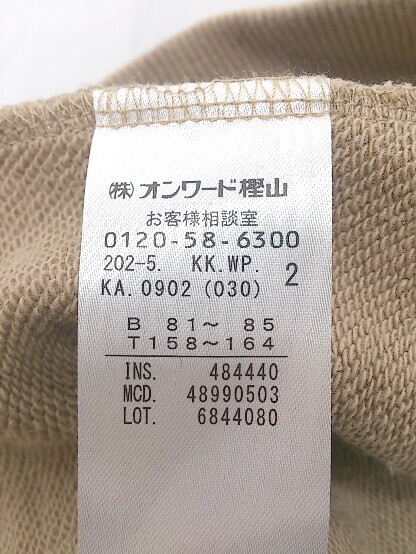 ㈱オンワード樫山
お客様相談室
0120-58-6300
202-5. KK.WP. 2
KA.0902 (030)
B 81～ 85
T158～164
INS. 484440
MCD. 48990503
LOT. 6844080